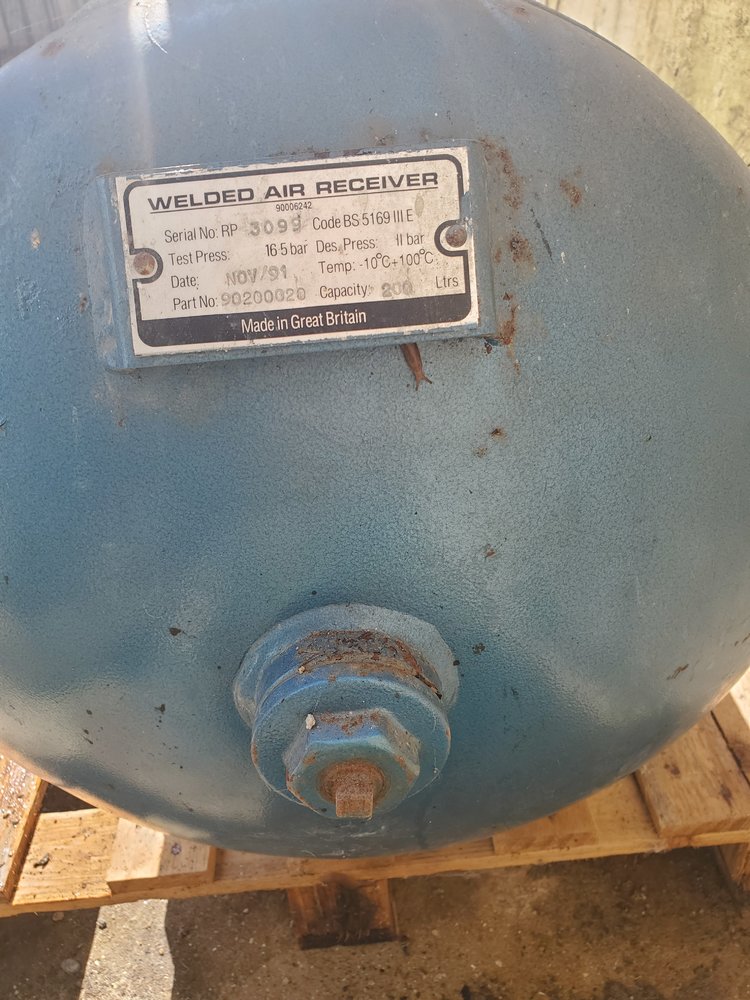 WELDED AIR RECEIVER
90006242
Serial No: RP 3099 Code BS 5169 III E
Test Press: 16 5 bar Des. Press: 11 bar
Date: NOV/91 Temp: -10°C+100°C
Part No: 90200020 Capacity: 200 Ltrs
Made in Great Britain